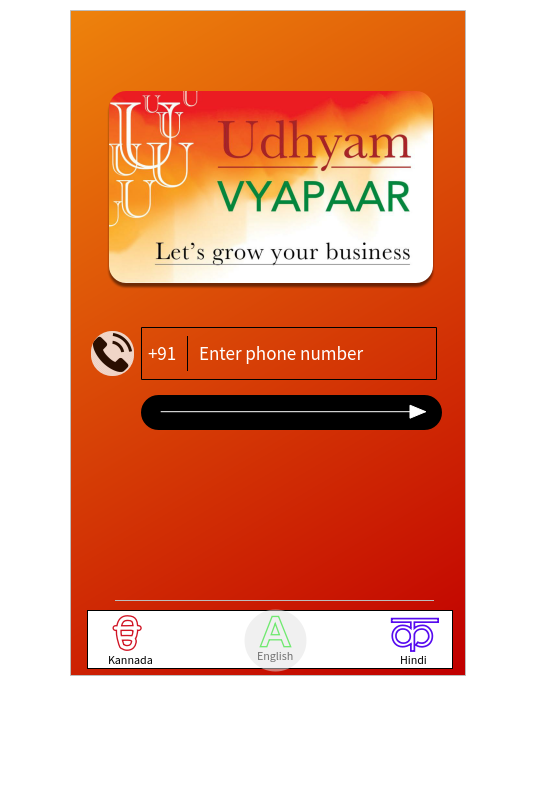 Udhyam
VYAPAAR
Let's grow your business
+91 Enter phone number
A
क
Kannada English Hindi